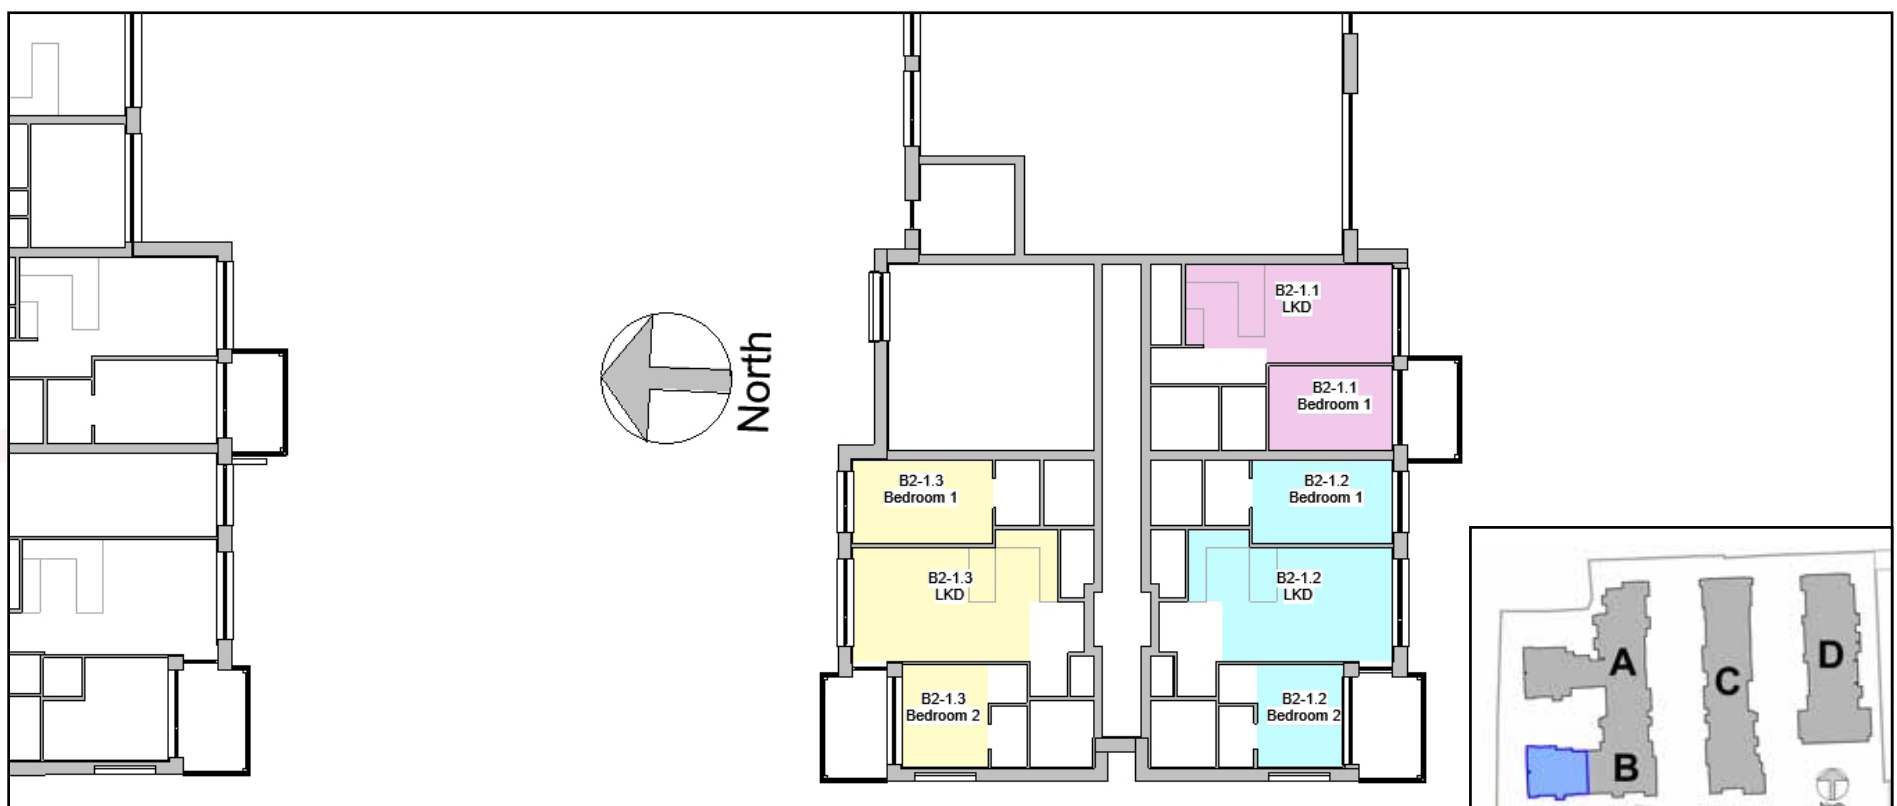 B2-1.1
LKD
North
B2-1.1
Bedroom 1
B2-1.3
Bedroom 1
B2-1.2
Bedroom 1
B2-1.3
LKD
B2-1.2
LKD
B2-1.3
Bedroom 2
B2-1.2
Bedroom 2
A
C
D
B